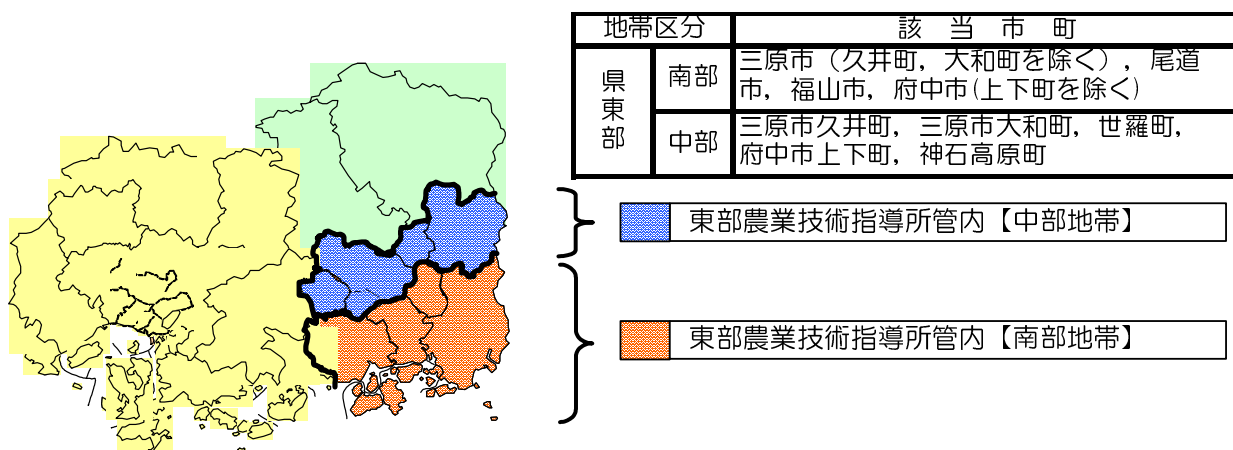 地帯区分 該当市町
県東部
南部
三原市（久井町，大和町を除く），尾道
市，福山市，府中市(上下町を除く)
中部
三原市久井町，三原市大和町，世羅町，
府中市上下町，神石高原町
東部農業技術指導所管内【中部地帯】
東部農業技術指導所管内【南部地帯】